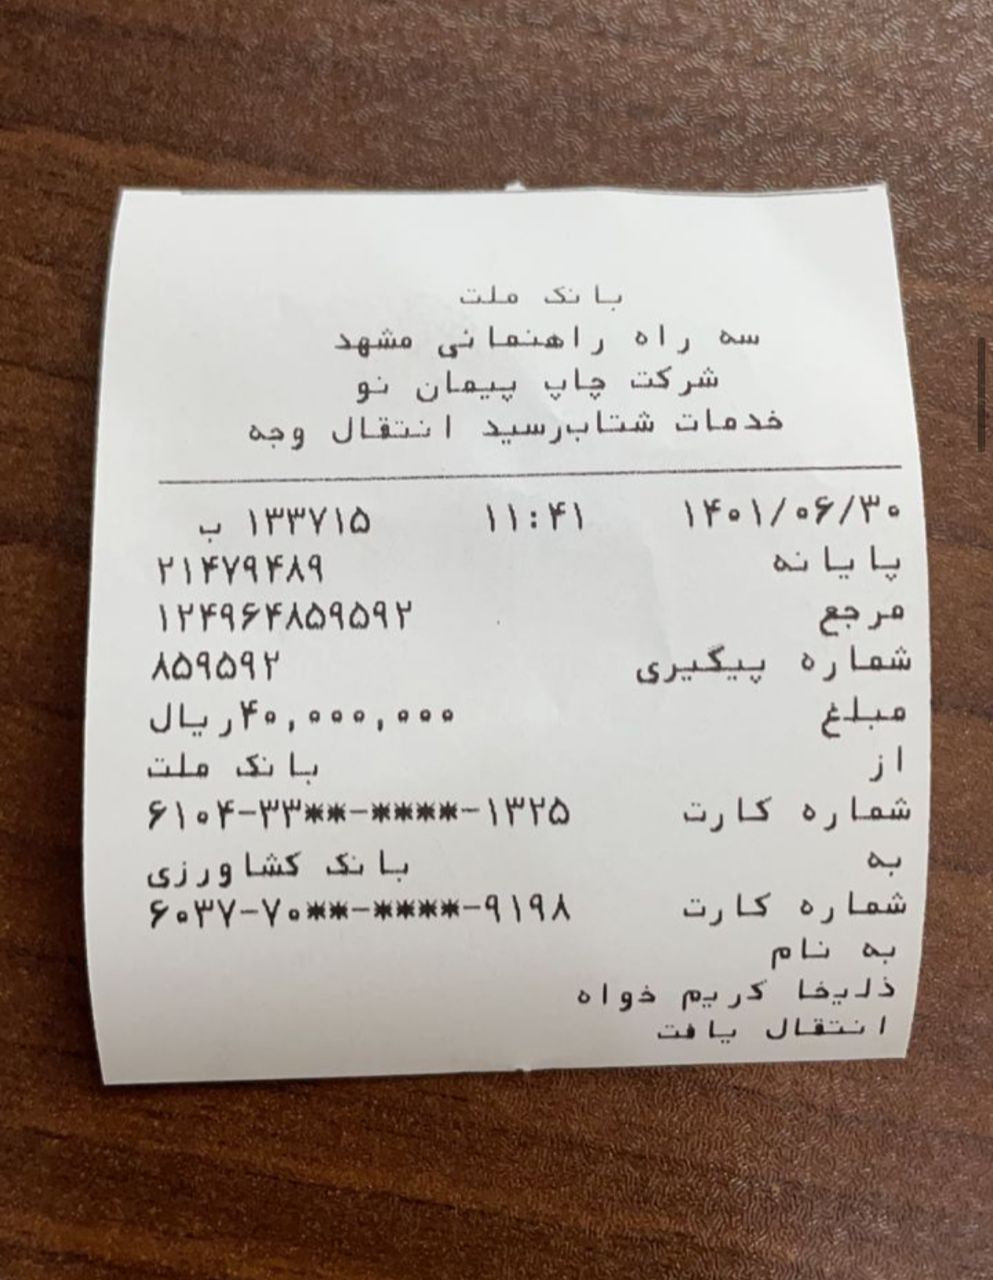 بانک ملت
سه راه راهنمائی مشهد
شرکت چاپ پیمان نو
خدمات شتاب‌رسید انتقال وجه
۱۴۰۱/۰۶/۳۰ ۱۱:۴۱ ۱۳۳۷۱۵ ب
پایانه ۲۱۴۷۹۴۸۹
مرجع ۱۲۴۹۶۴۸۵۹۵۹۲
شماره پیگیری ۸۵۹۵۹۲
مبلغ ۴۰,۰۰۰,۰۰۰ریال
از بانک ملت
شماره کارت ۶۱۰۴-۳۳**-****-۱۳۲۵
به بانک کشاورزی
شماره کارت ۶۰۳۷-۷۰**-****-۹۱۹۸
به نام
ذلیخا کریم خواه
انتقال یافت